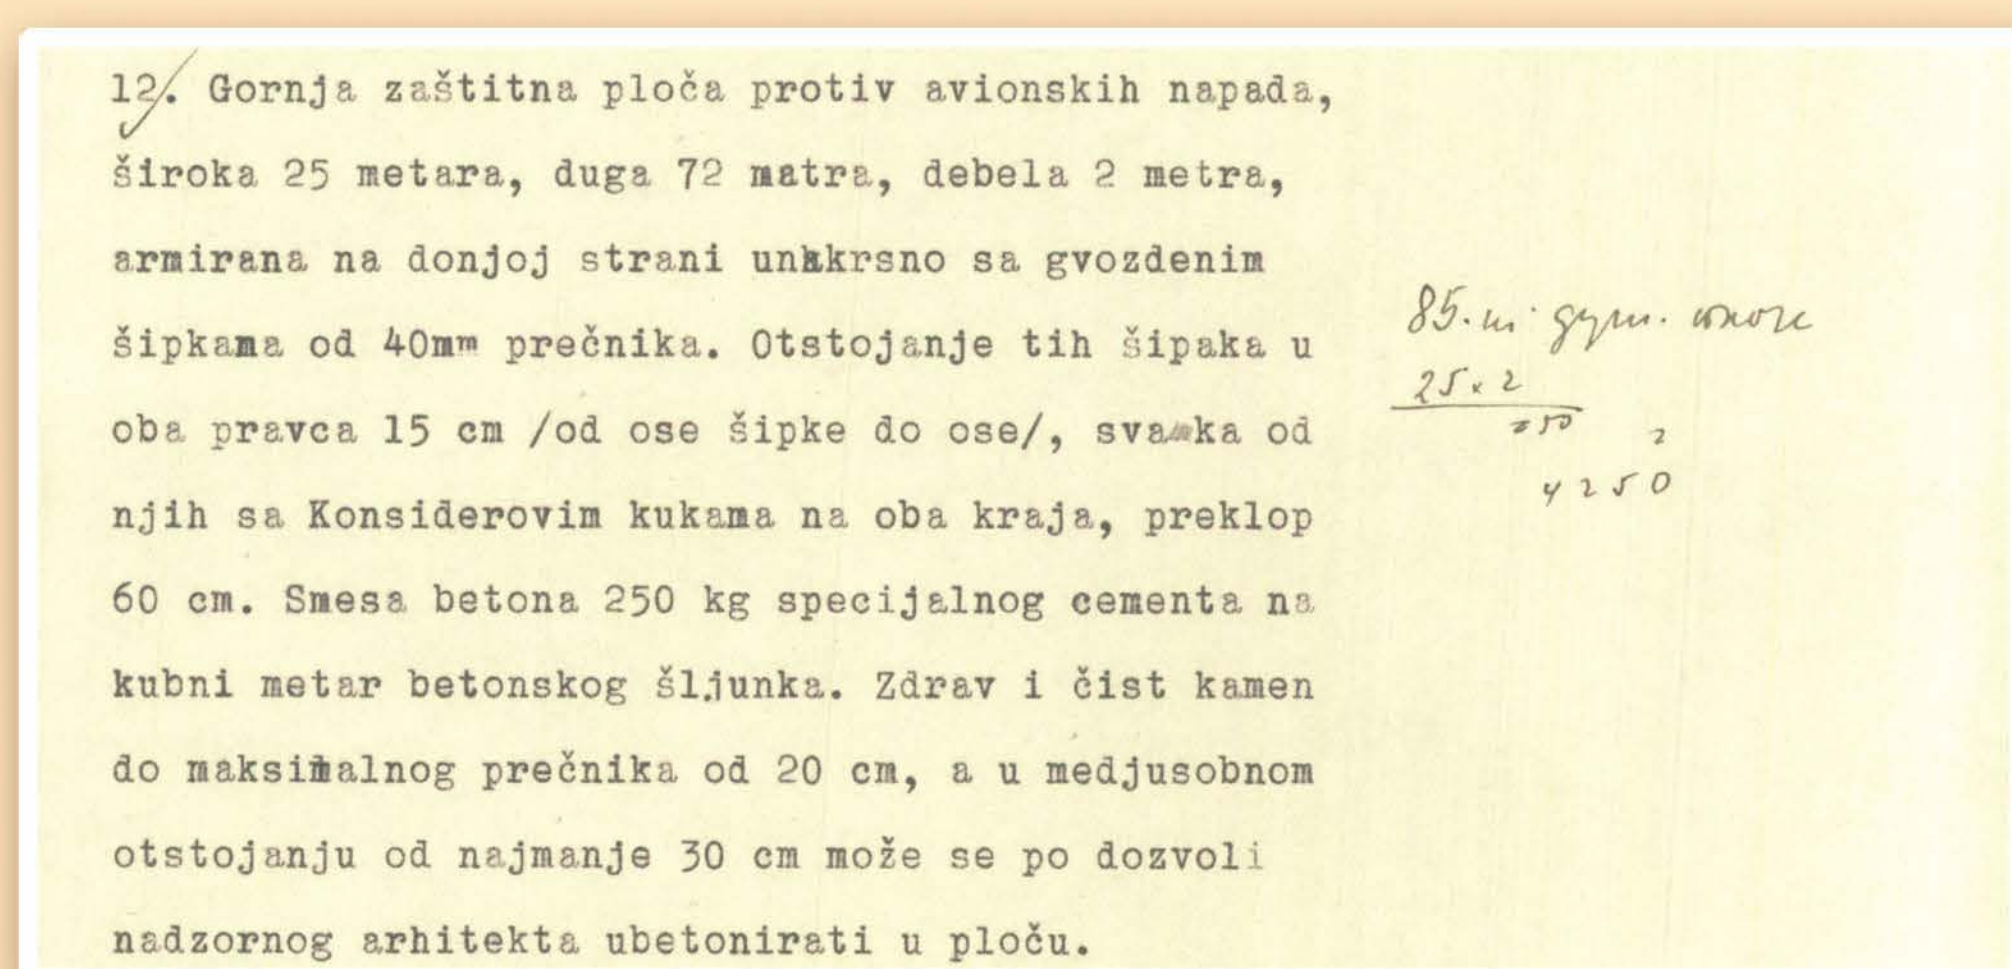 12. Gornja zaštitna ploča protiv avionskih napada,
široka 25 metara, duga 72 matra, debela 2 metra,
armirana na donjoj strani unakrsno sa gvozdenim
šipkama od 40mm prečnika. Otstojanje tih šipaka u
oba pravca 15 cm /od ose šipke do ose/, svaka od
njih sa Konsiderovim kukama na oba kraja, preklop
60 cm. Smesa betona 250 kg specijalnog cementa na
kubni metar betonskog šljunka. Zdrav i čist kamen
do maksimalnog prečnika od 20 cm, a u medjusobnom
otstojanju od najmanje 30 cm može se po dozvoli
nadzornog arhitekta ubetonirati u ploču.
85. m
25 x 2
= 50
2
4250